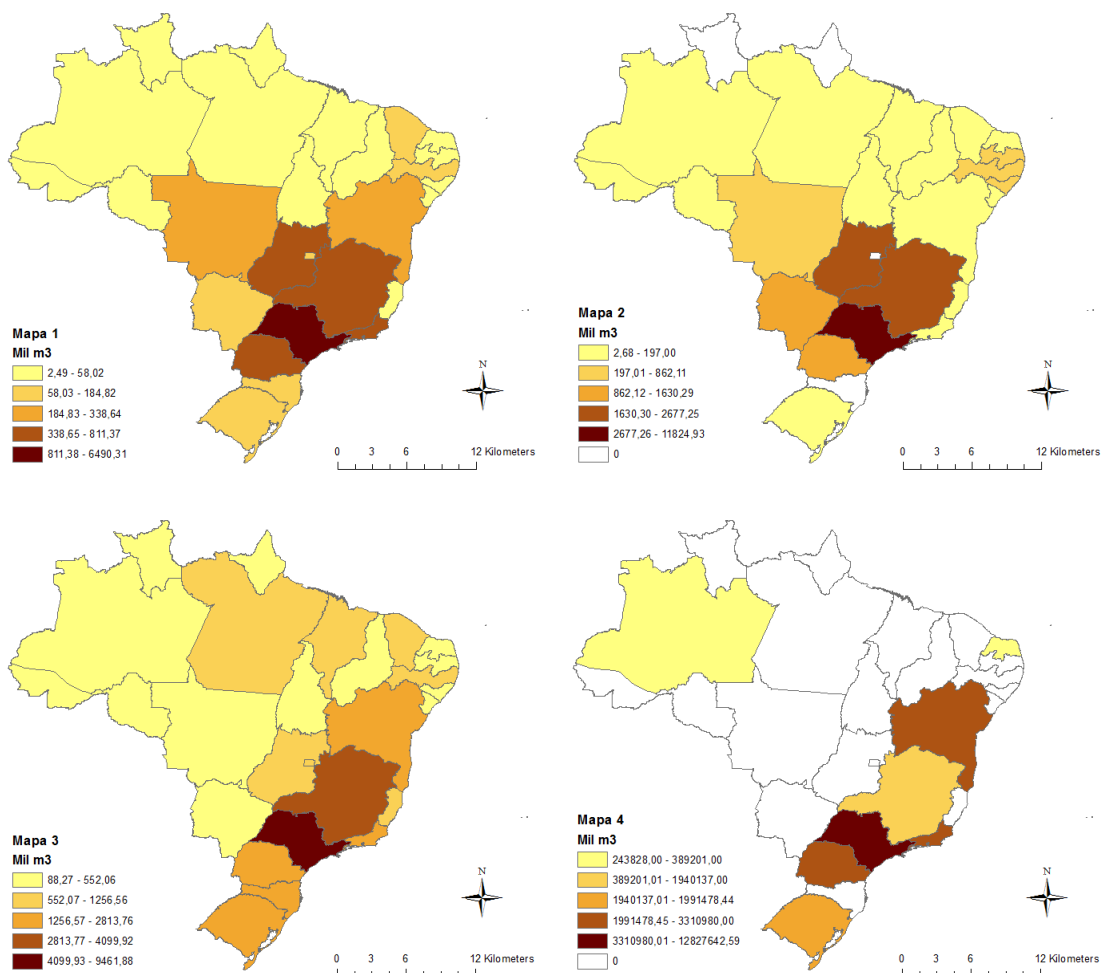 Mapa 1
Mil m3
2,49 - 58,02
58,03 - 184,82
184,83 - 338,64
338,65 - 811,37
811,38 - 6490,31
N
0 3 6 12 Kilometers
Mapa 2
Mil m3
2,68 - 197,00
197,01 - 862,11
862,12 - 1630,29
1630,30 - 2677,25
2677,26 - 11824,93
0
N
0 3 6 12 Kilometers
Mapa 3
Mil m3
88,27 - 552,06
552,07 - 1256,56
1256,57 - 2813,76
2813,77 - 4099,92
4099,93 - 9461,88
N
0 3 6 12 Kilometers
Mapa 4
Mil m3
243828,00 - 389201,00
389201,01 - 1940137,00
1940137,01 - 1991478,44
1991478,45 - 3310980,00
3310980,01 - 12827642,59
0
N
0 3 6 12 Kilometers